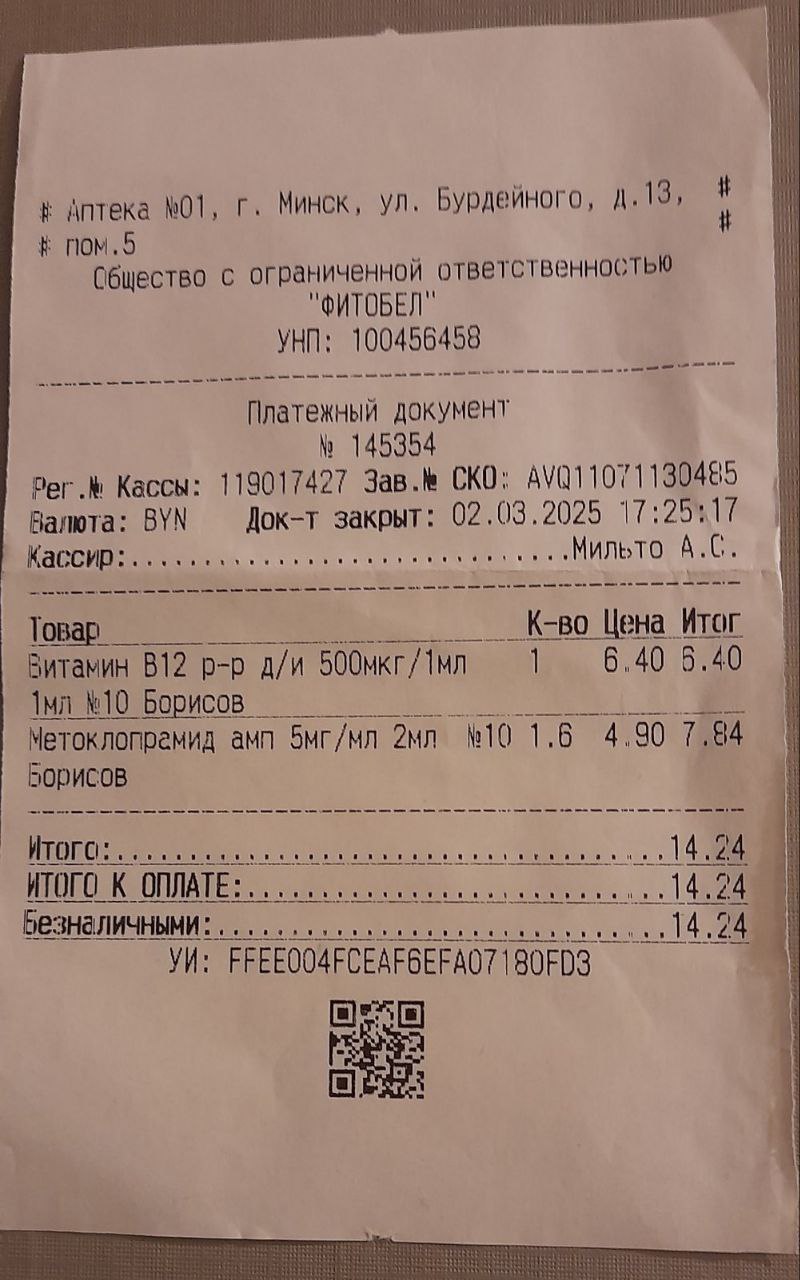 # Аптека №01, г. Минск, ул. Бурдейного, д.13, #
# пом.5 #
Общество с ограниченной ответственностью
"ФИТОБЕЛ"
УНП: 100456458
Платежный документ
№ 145354
Рег.№ Кассы: 119017427 Зав.№ СКО: AVQ11071130485
Валюта: BYN Док-т закрыт: 02.03.2025 17:25:17
Кассир:..............................Мильто А.С.
Товар К-во Цена Итог
Витамин В12 р-р д/и 500мкг/1мл 1 6.40 6.40
1мл №10 Борисов
Метоклопрамид амп 5мг/мл 2мл №10 1.6 4.90 7.84
Борисов
Итого:......................................14.24
ИТОГО К ОПЛАТЕ:.............................14.24
Безналичными:...............................14.24
УИ: FFEE004FCEAF6EFA07180FD3